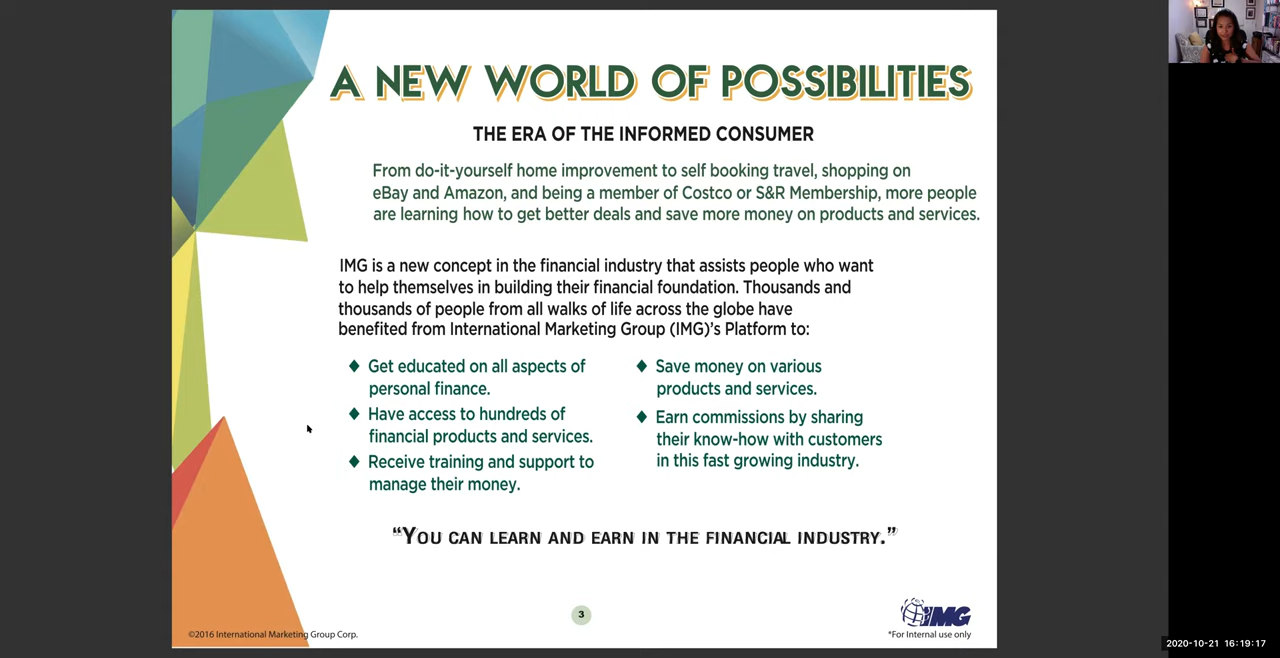 A NEW WORLD OF POSSIBILITIES
THE ERA OF THE INFORMED CONSUMER
From do-it-yourself home improvement to self booking travel, shopping on
eBay and Amazon, and being a member of Costco or S&R Membership, more people
are learning how to get better deals and save more money on products and services.
IMG is a new concept in the financial industry that assists people who want
to help themselves in building their financial foundation. Thousands and
thousands of people from all walks of life across the globe have
benefited from International Marketing Group (IMG)'s Platform to:
◆ Get educated on all aspects of
personal finance.
◆ Have access to hundreds of
financial products and services.
◆ Receive training and support to
manage their money.
◆ Save money on various
products and services.
◆ Earn commissions by sharing
their know-how with customers
in this fast growing industry.
“YOU CAN LEARN AND EARN IN THE FINANCIAL INDUSTRY.”
3
IMG
©2016 International Marketing Group Corp.
*For Internal use only
2020-10-21 16:19:17